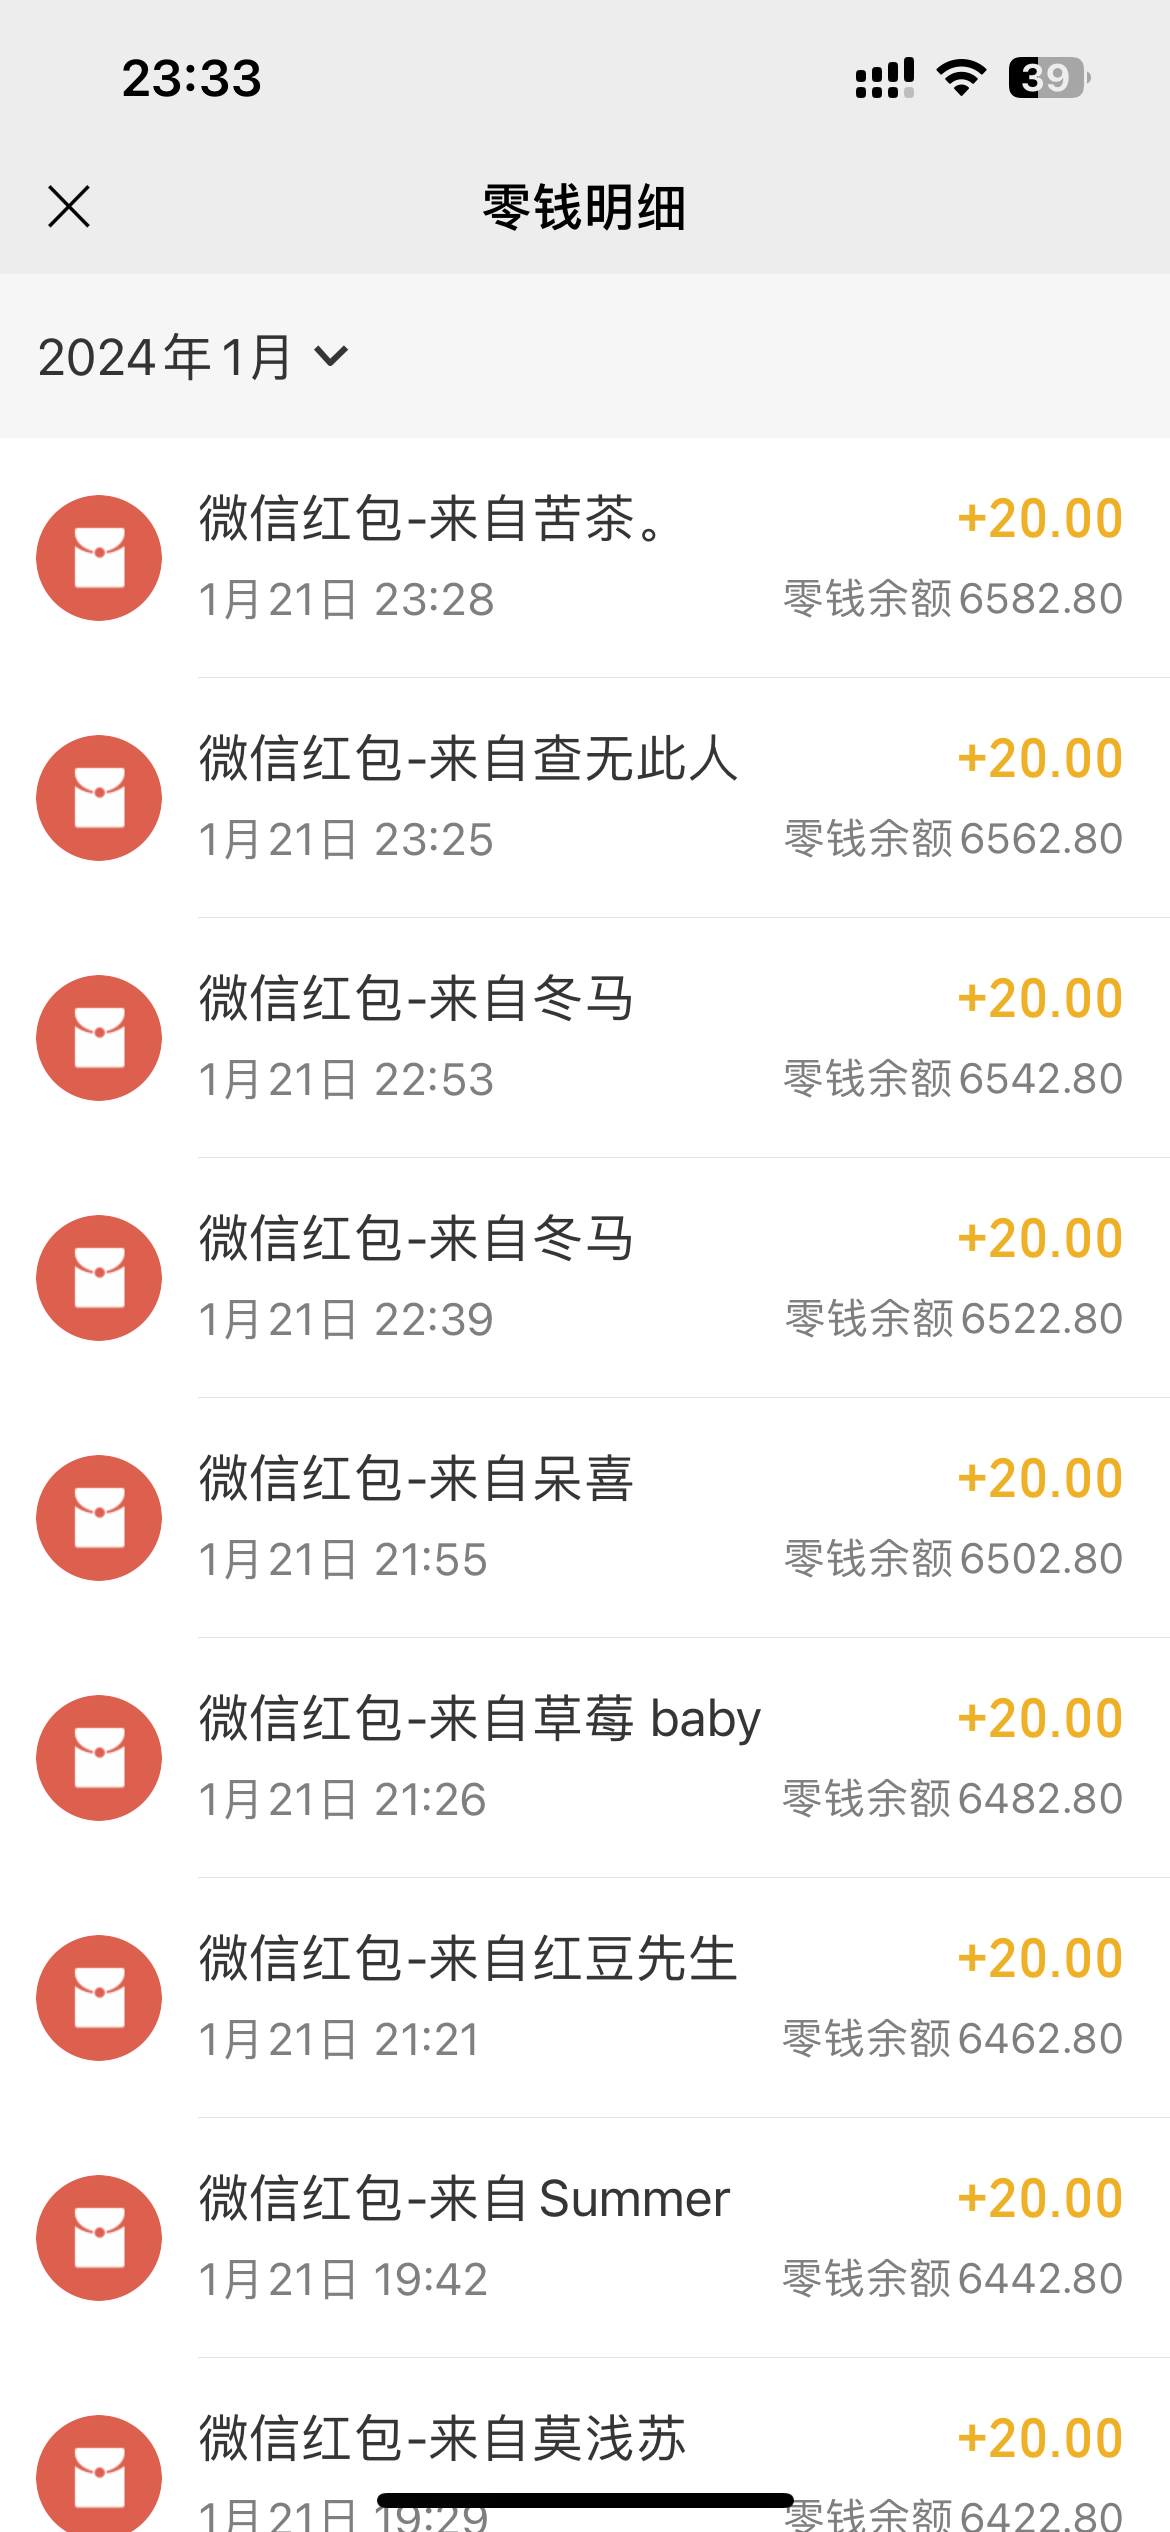 23:33
39
零钱明细
2024年1月
微信红包-来自苦茶。 +20.00
1月21日 23:28 零钱余额6582.80
微信红包-来自查无此人 +20.00
1月21日 23:25 零钱余额6562.80
微信红包-来自冬马 +20.00
1月21日 22:53 零钱余额6542.80
微信红包-来自冬马 +20.00
1月21日 22:39 零钱余额6522.80
微信红包-来自呆喜 +20.00
1月21日 21:55 零钱余额6502.80
微信红包-来自草莓 baby +20.00
1月21日 21:26 零钱余额6482.80
微信红包-来自红豆先生 +20.00
1月21日 21:21 零钱余额6462.80
微信红包-来自Summer +20.00
1月21日 19:42 零钱余额6442.80
微信红包-来自莫浅苏 +20.00
1月21日 19:29 零钱余额6422.80